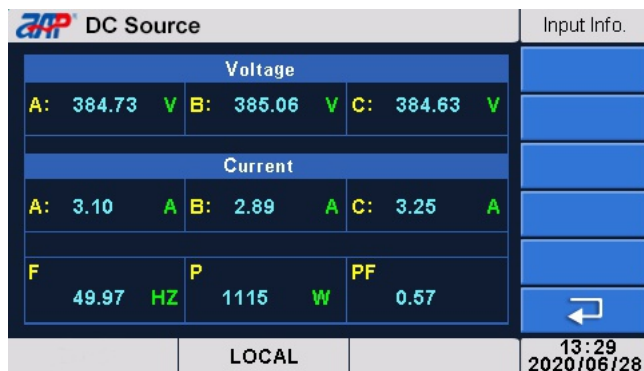 AAP DC Source
Input Info.
Voltage
A: 384.73 V B: 385.06 V C: 384.63 V
Current
A: 3.10 A B: 2.89 A C: 3.25 A
F P PF
49.97 HZ 1115 W 0.57
LOCAL
13:29
2020/06/28